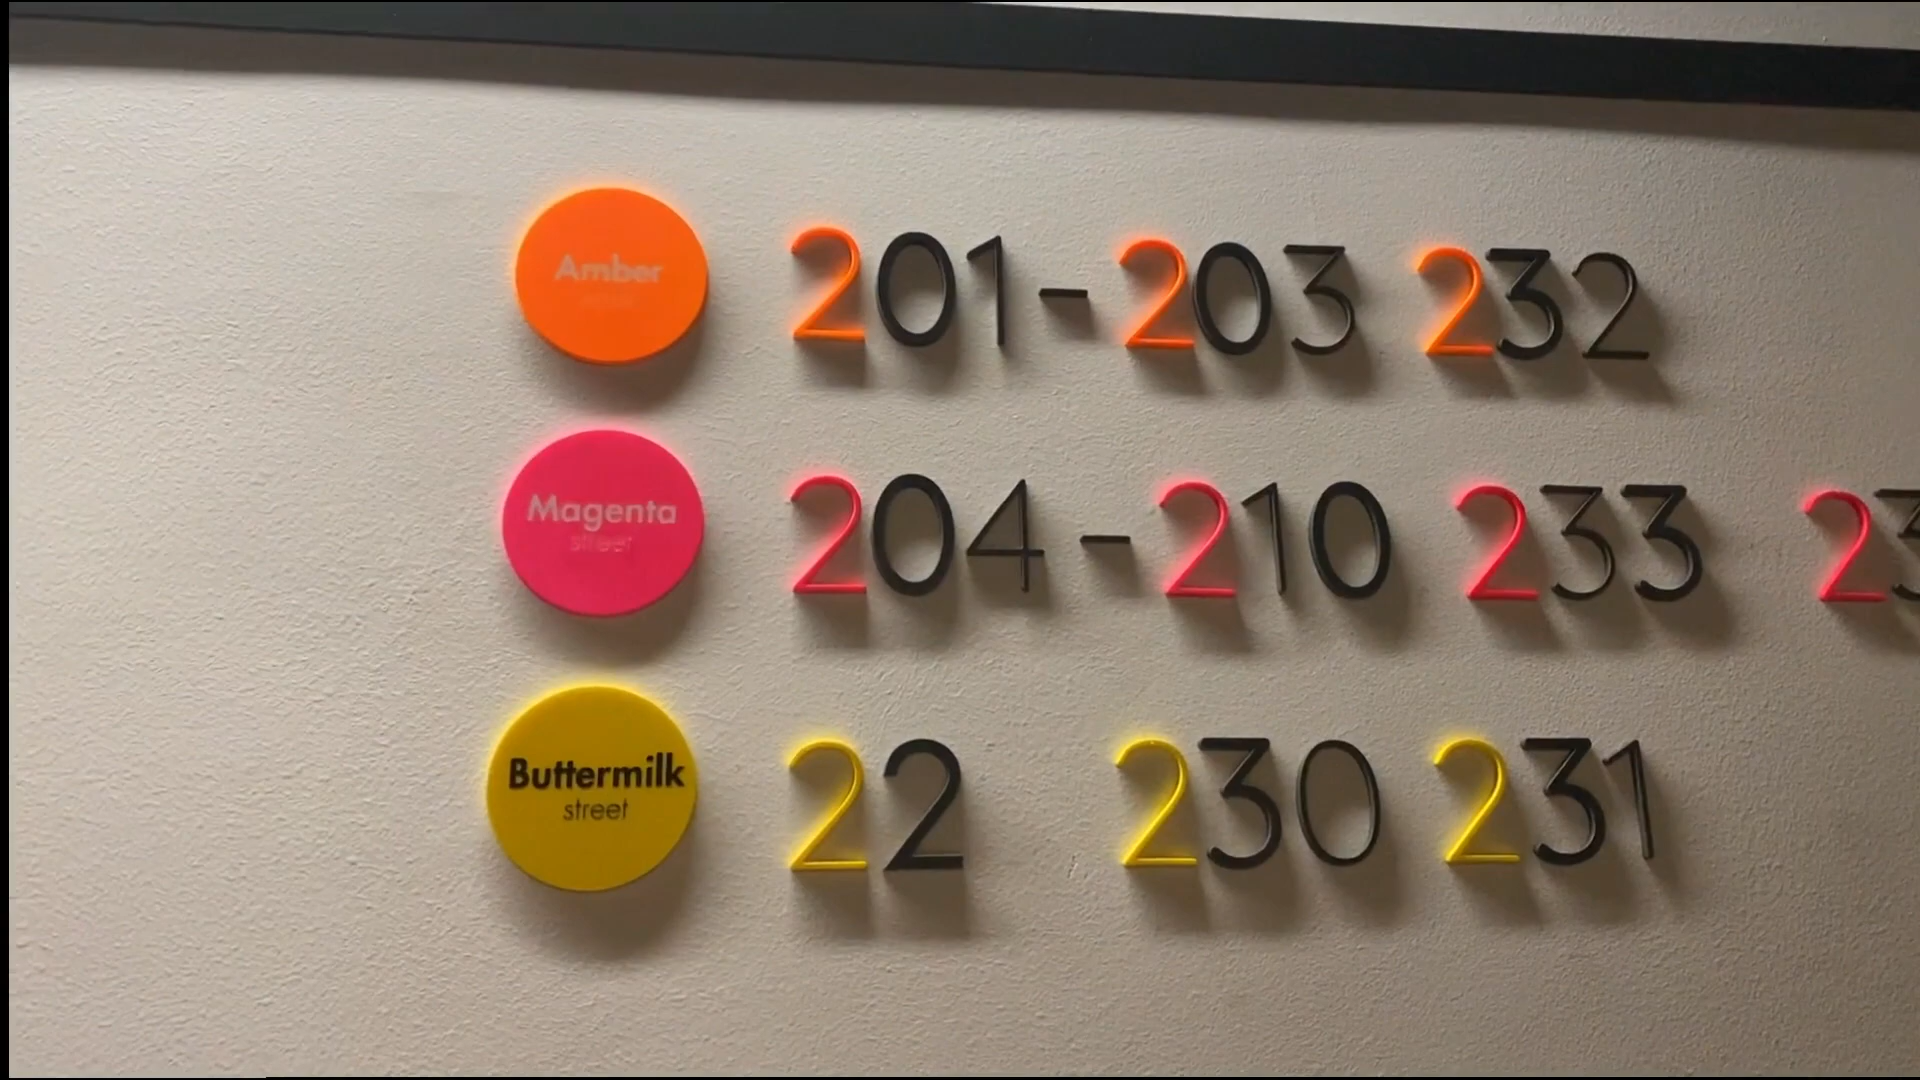 Amber
201-203 232
Magenta
street
204-210 233
Buttermilk
street
22 230 231